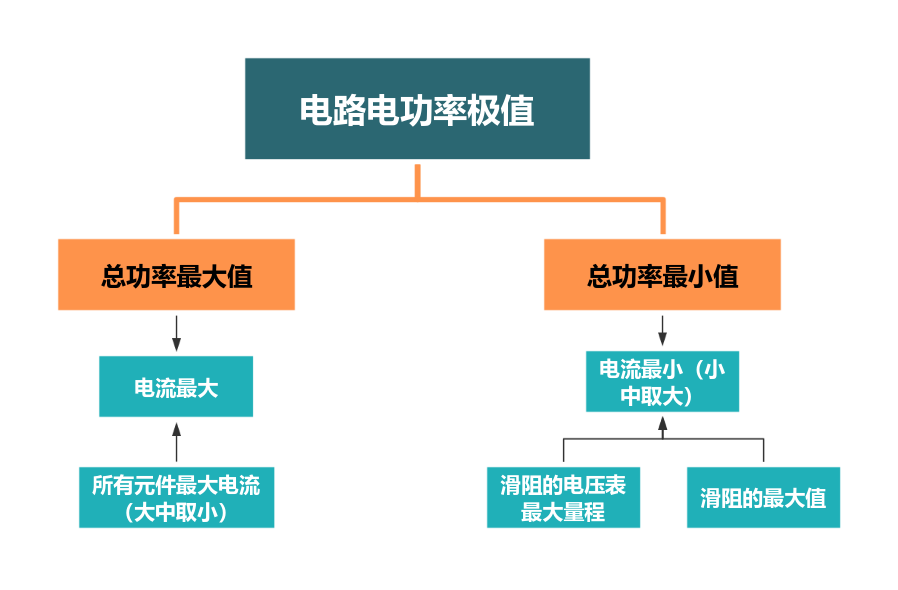 电路电功率极值
总功率最大值
总功率最小值
电流最大
电流最小（小
中取大）
所有元件最大电流
（大中取小）
滑阻的电压表
最大量程
滑阻的最大值